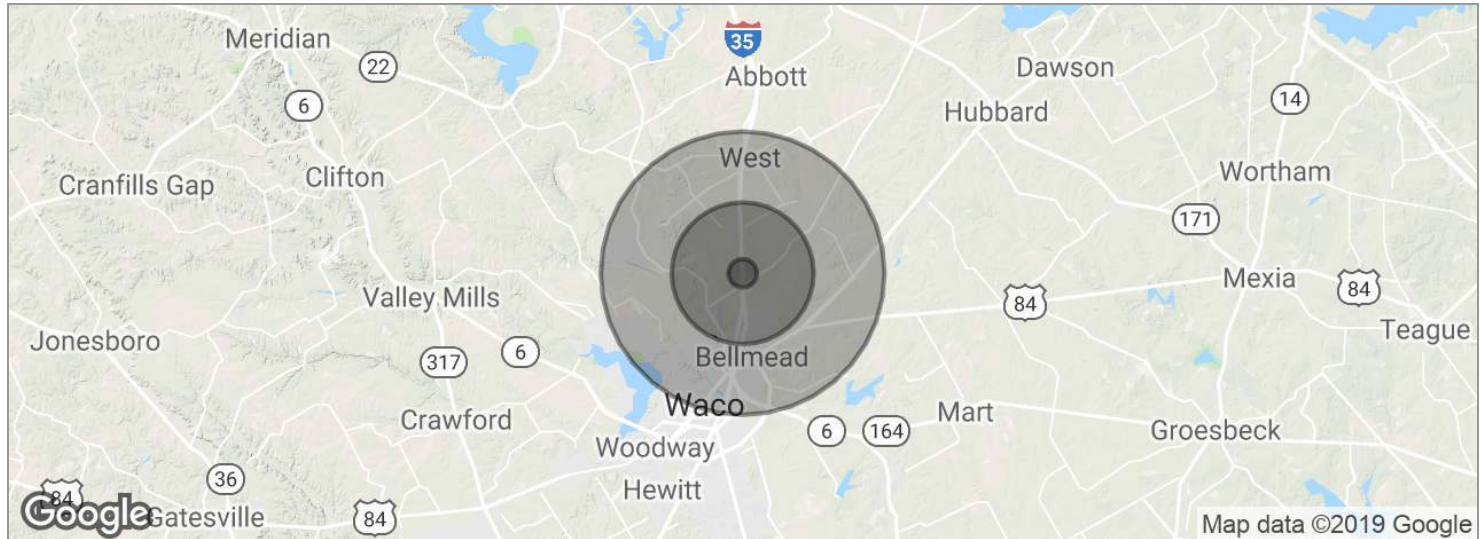 Meridian
35
22
Abbott
Dawson
6
14
Hubbard
West
Cranfills Gap
Clifton
Wortham
171
Mexia
84
84
Valley Mills
Teague
Jonesboro
317
6
Bellmead
Waco
Crawford
Mart
6
164
Groesbeck
Woodway
36
Hewitt
84
Google
Gatesville
84
Map data ©2019 Google